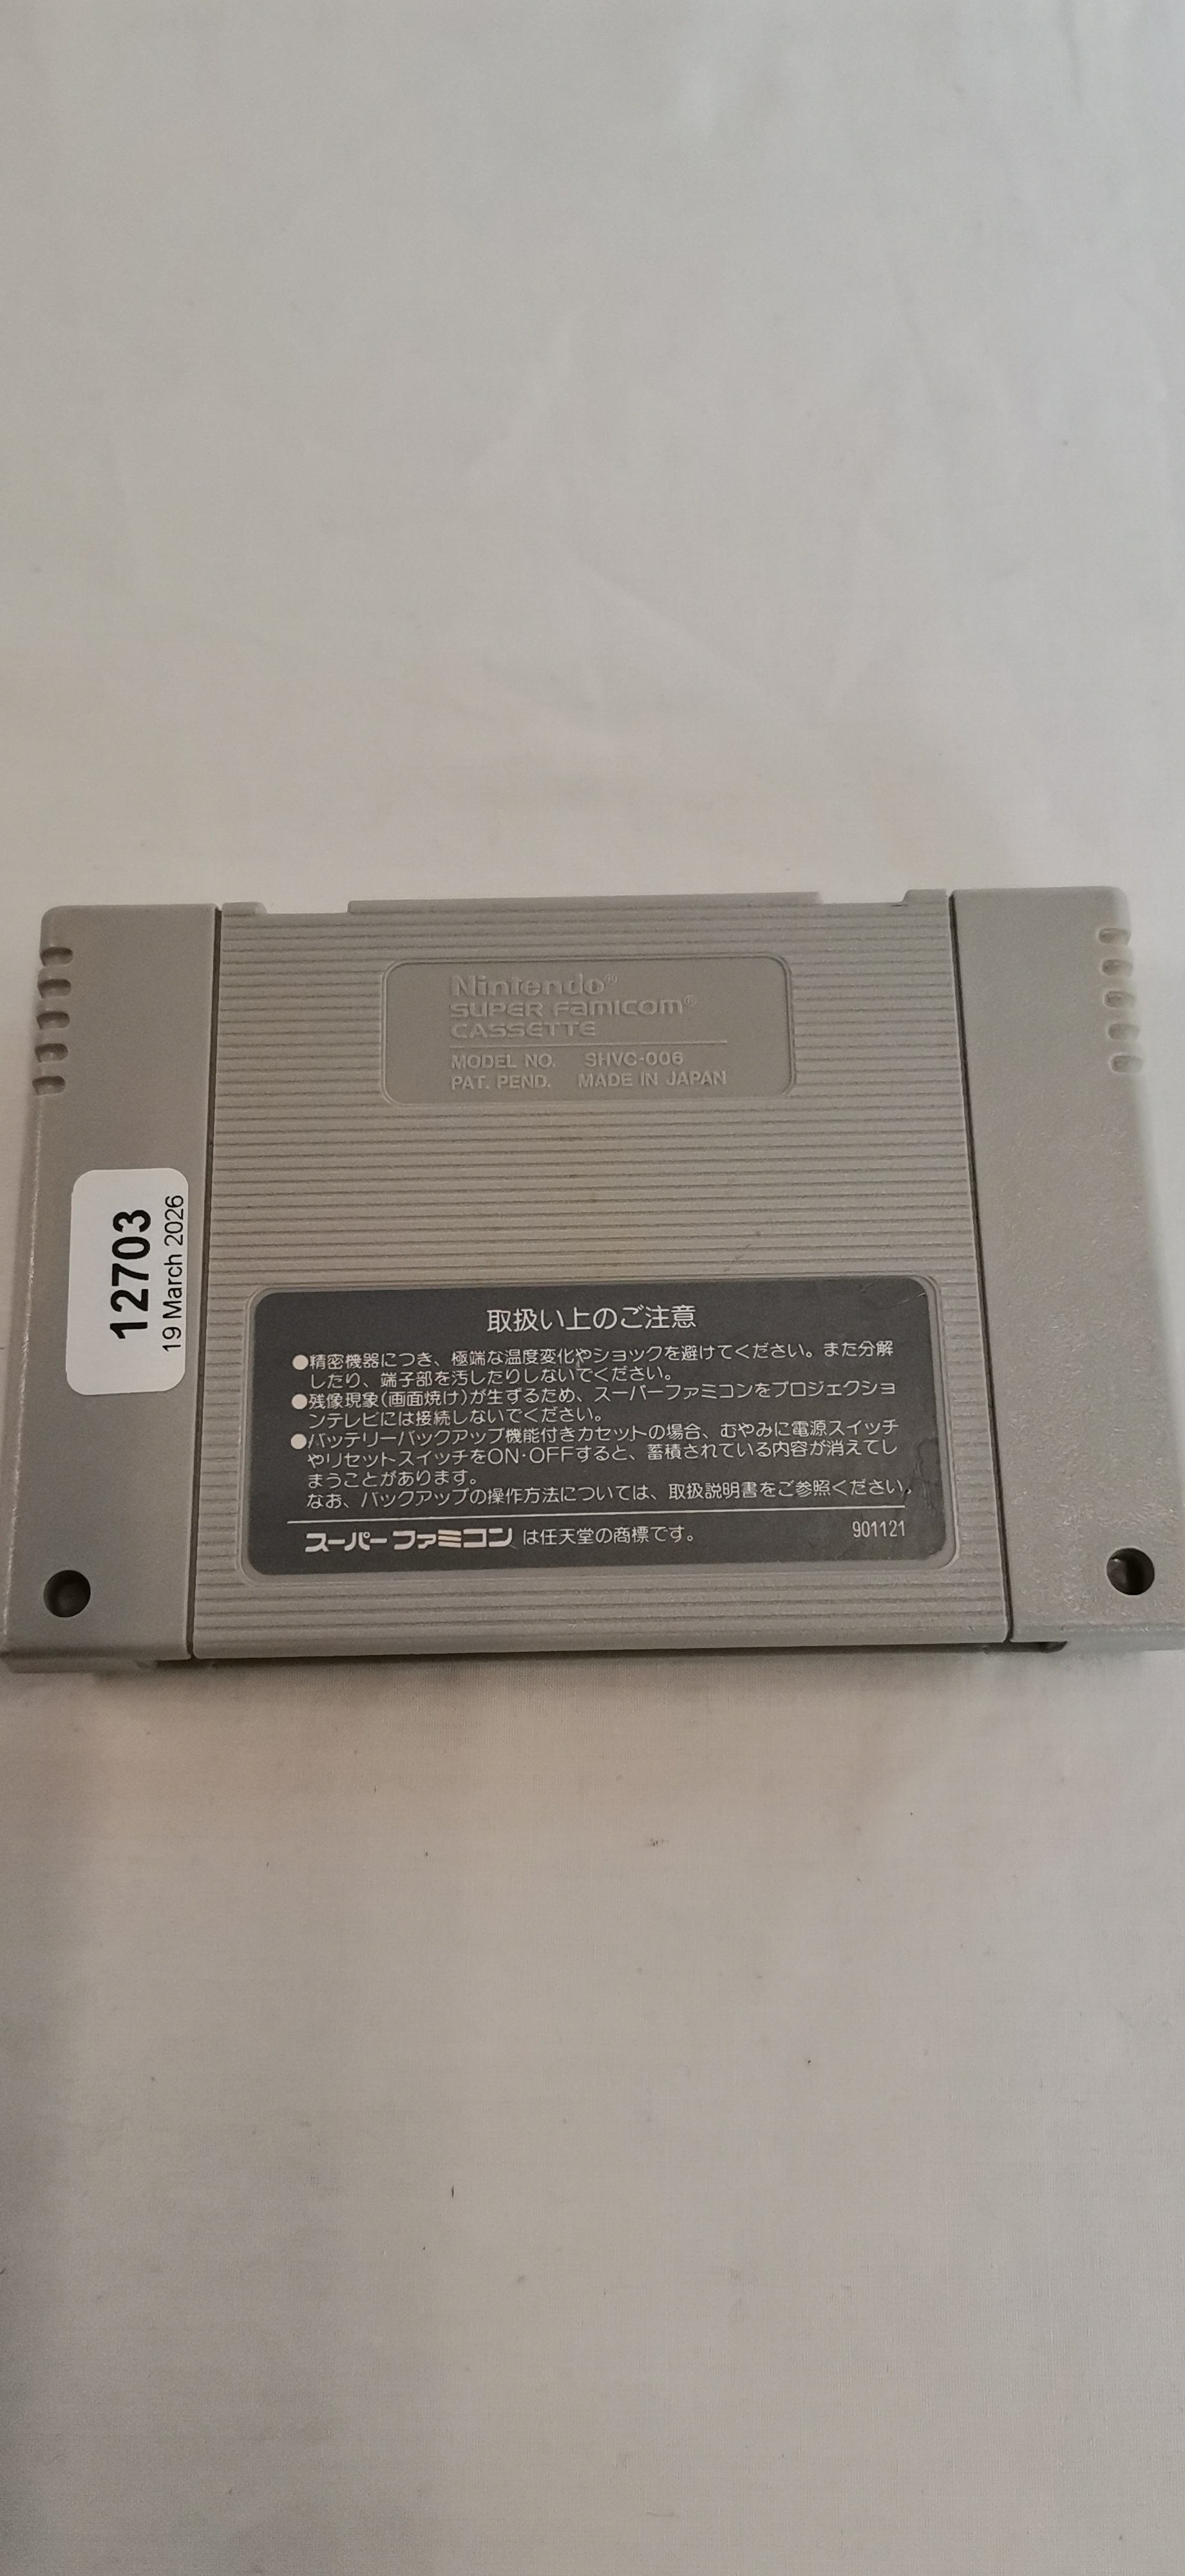 Nintendo®
SUPER FAMICOM®
CASSETTE
MODEL NO. SHVC-006
PAT. PEND. MADE IN JAPAN
12703
19 March 2026
取扱い上のご注意
●精密機器につき、極端な温度変化やショックを避けてください。また分解
したり、端子部を汚したりしないでください。
●残像現象(画面焼け)が生ずるため、スーパーファミコンをプロジェクショ
ンテレビには接続しないでください。
●バッテリーバックアップ機能付きカセットの場合、むやみに電源スイッチ
やリセットスイッチをON·OFFすると、蓄積されている内容が消えてし
まうことがあります。
なお、バックアップの操作方法については、取扱説明書をご参照ください。
スーパーファミコンは任天堂の商標です。
901121